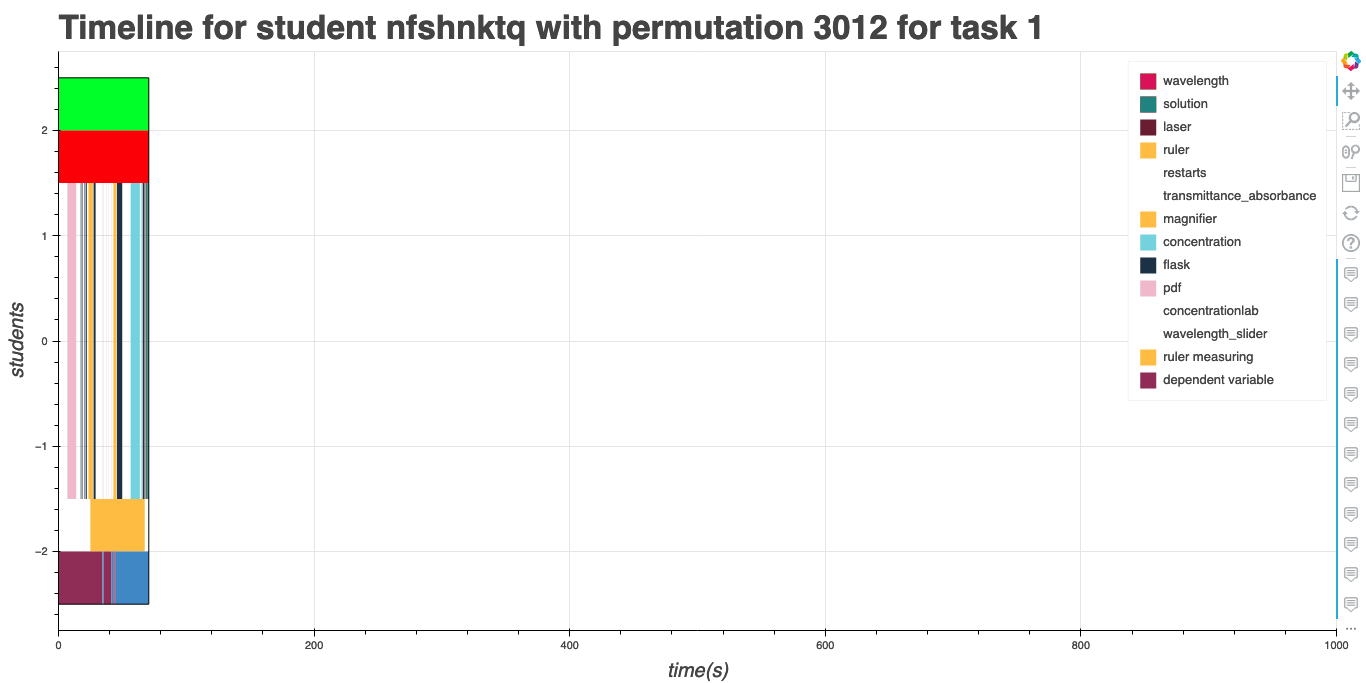 Timeline for student nfshnktq with permutation 3012 for task 1
wavelength
solution
laser
ruler
restarts
transmittance_absorbance
magnifier
concentration
flask
pdf
concentrationlab
wavelength_slider
ruler measuring
dependent variable
2
1
0
−1
−2
students
0 200 400 600 800 1000
time(s)
...